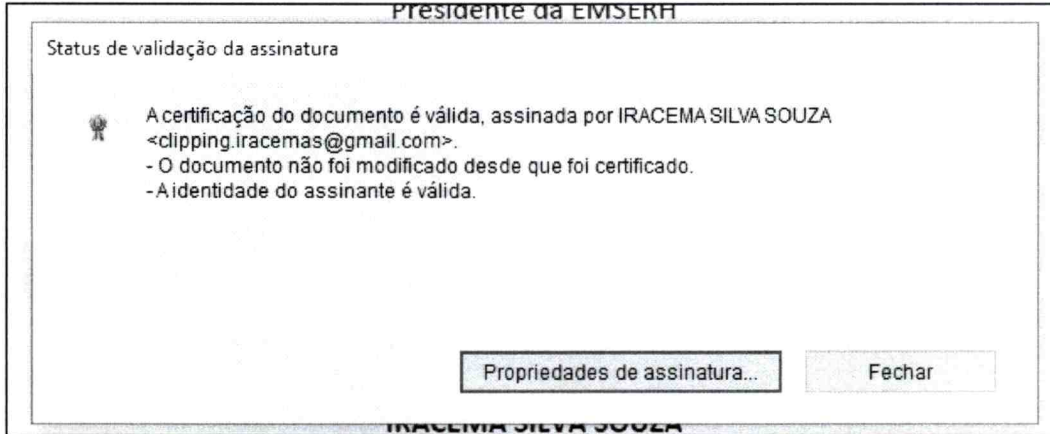 Presidente da EMSERH
Status de validação da assinatura
A certificação do documento é válida, assinada por IRACEMA SILVA SOUZA
<clipping.iracemas@gmail.com>.
- O documento não foi modificado desde que foi certificado.
- A identidade do assinante é válida.
Propriedades de assinatura...
Fechar
IRACEMA SILVA SOUZA